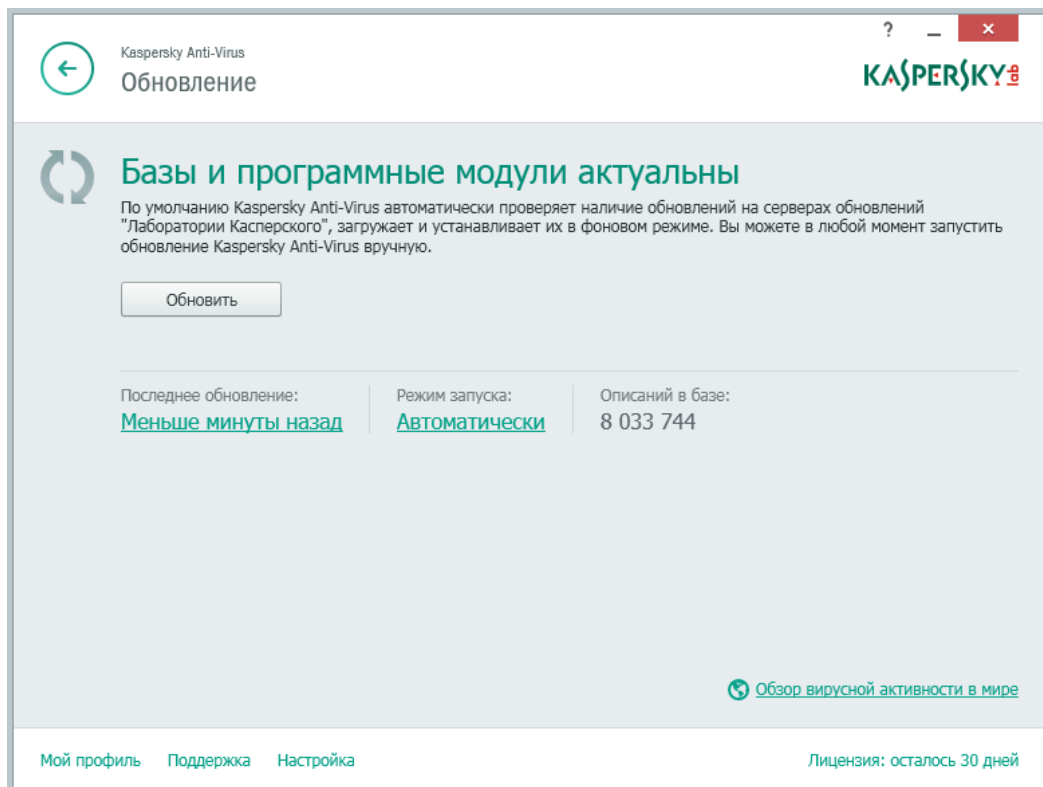 Kaspersky Anti-Virus
Обновление
?
KASPERSKY lab
Базы и программные модули актуальны
По умолчанию Kaspersky Anti-Virus автоматически проверяет наличие обновлений на серверах обновлений
"Лаборатории Касперского", загружает и устанавливает их в фоновом режиме. Вы можете в любой момент запустить
обновление Kaspersky Anti-Virus вручную.
Обновить
Последнее обновление: Режим запуска: Описаний в базе:
Меньше минуты назад Автоматически 8 033 744
Обзор вирусной активности в мире
Мой профиль Поддержка Настройка Лицензия: осталось 30 дней